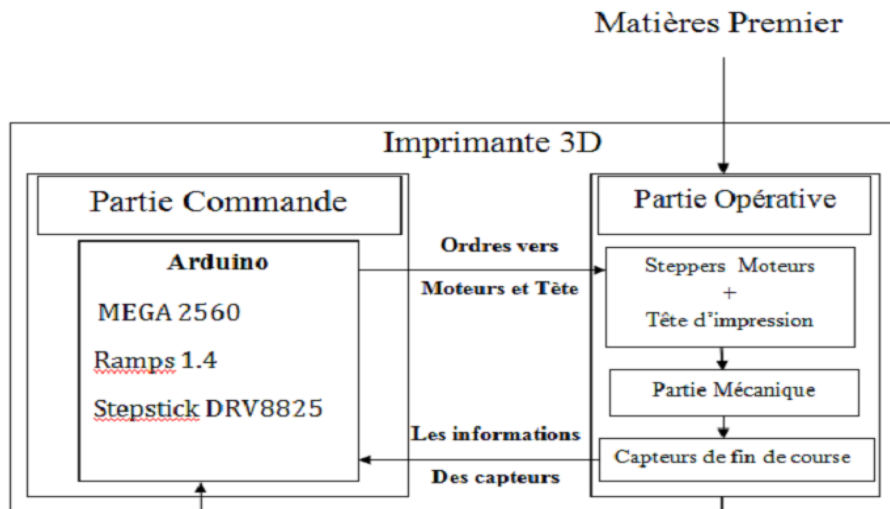 Matières Premier
Imprimante 3D
Partie Commande
Arduino
MEGA 2560
Ramps 1.4
Stepstick DRV8825
Ordres vers
Moteurs et Tète
Les informations
Des capteurs
Partie Opérative
Steppers Moteurs
+
Tête d'impression
Partie Mécanique
Capteurs de fin de course